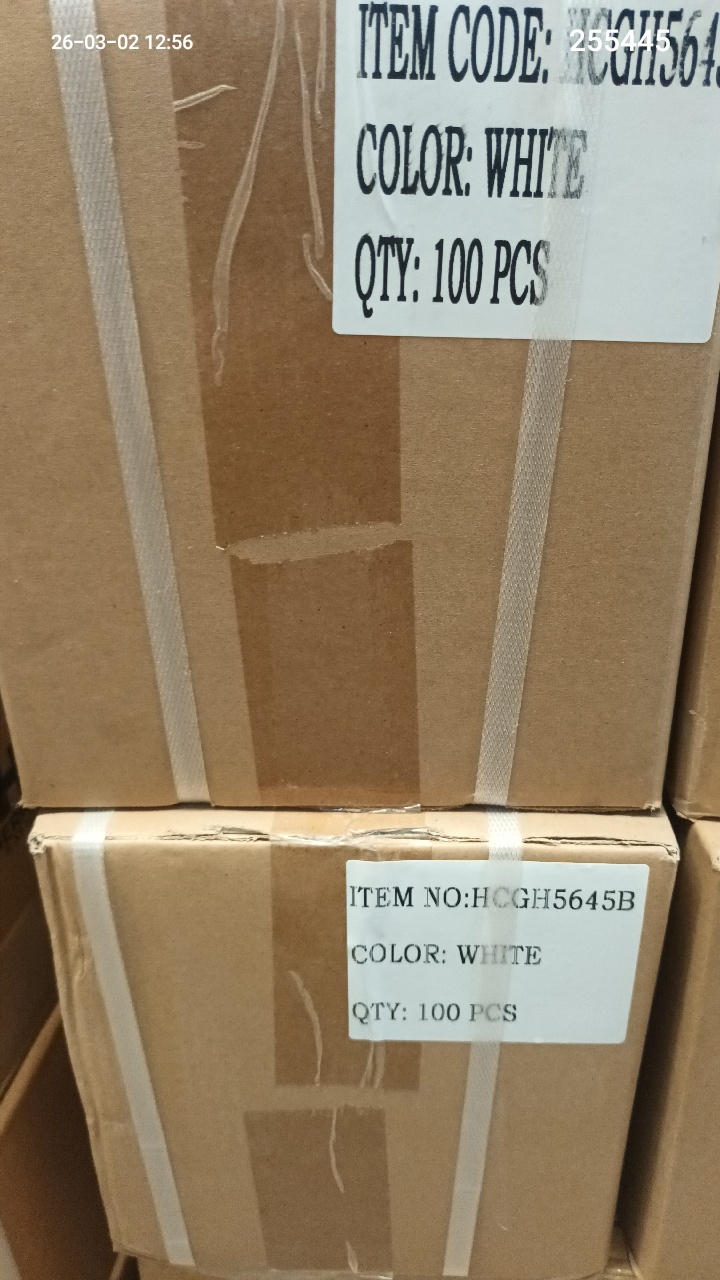 26-03-02 12:56
255445
ITEM CODE: HCGH564
COLOR: WHITE
QTY: 100 PCS
ITEM NO:HCGH5645B
COLOR: WHITE
QTY: 100 PCS